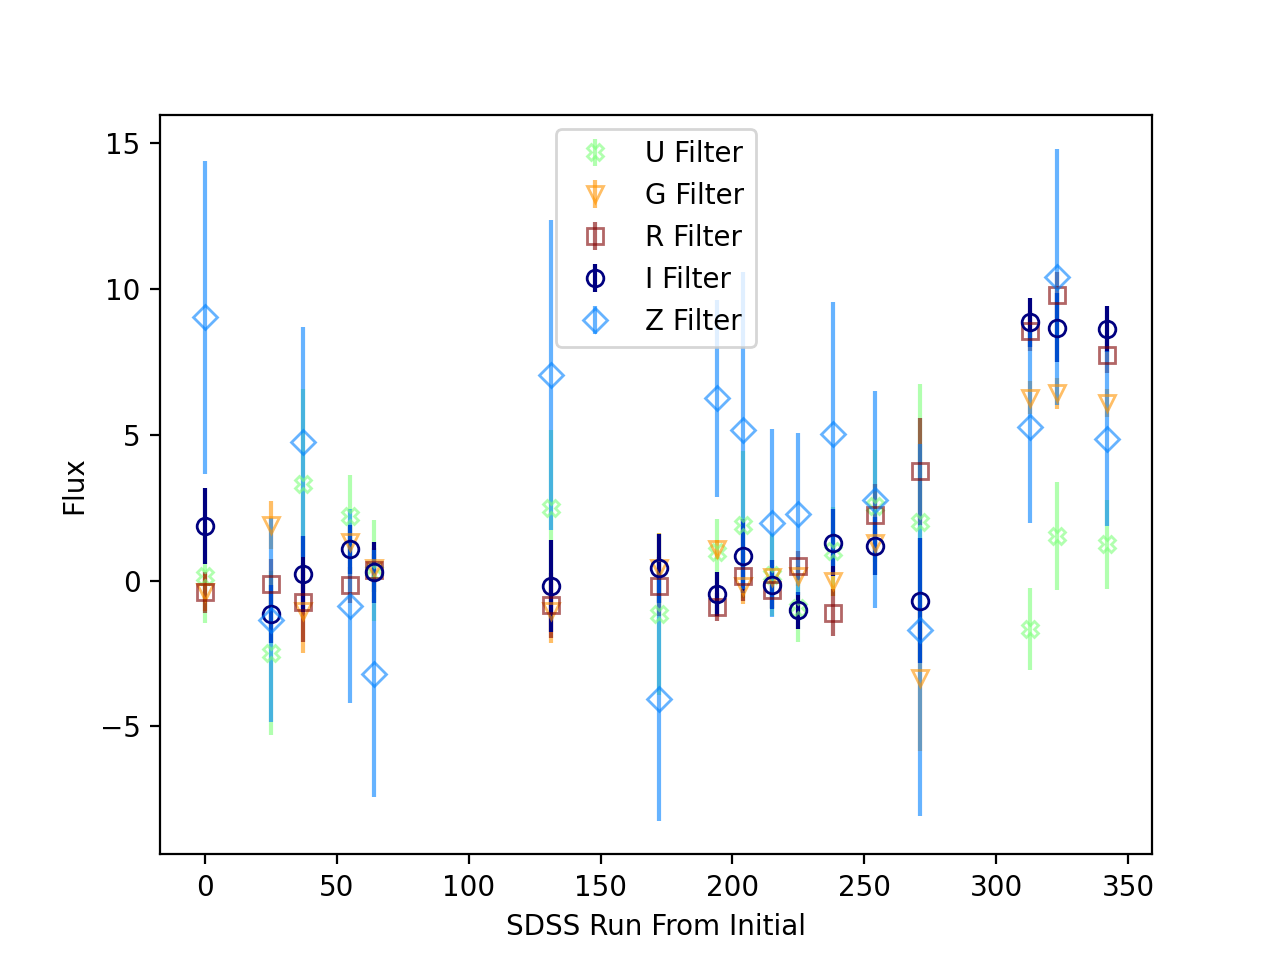 15
10
5
0
−5
Flux
U Filter
G Filter
R Filter
I Filter
Z Filter
0 50 100 150 200 250 300 350
SDSS Run From Initial